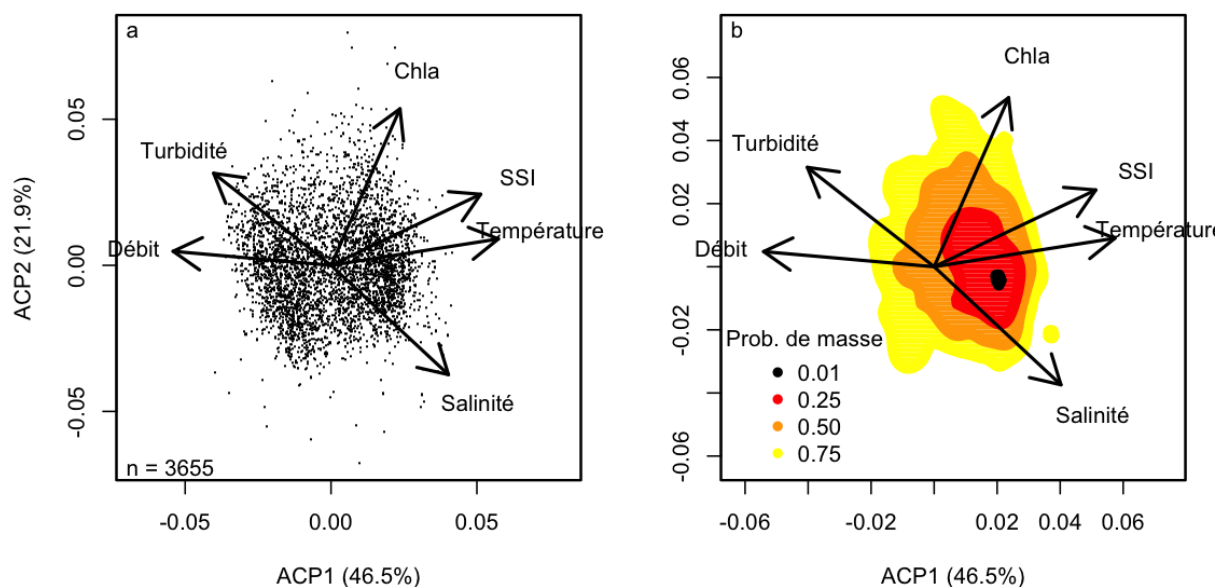 a
Chla
Turbidité
SSI
Température
Débit
Salinité
n = 3655
0.05
0.00
-0.05
ACP2 (21.9%)
-0.05
0.00
0.05
ACP1 (46.5%)
b
Chla
Turbidité
SSI
Température
Débit
Prob. de masse
0.01
0.25
0.50
0.75
Salinité
0.06
0.04
0.02
-0.02
-0.06
-0.06
-0.02
0.02
0.04
0.06
ACP1 (46.5%)